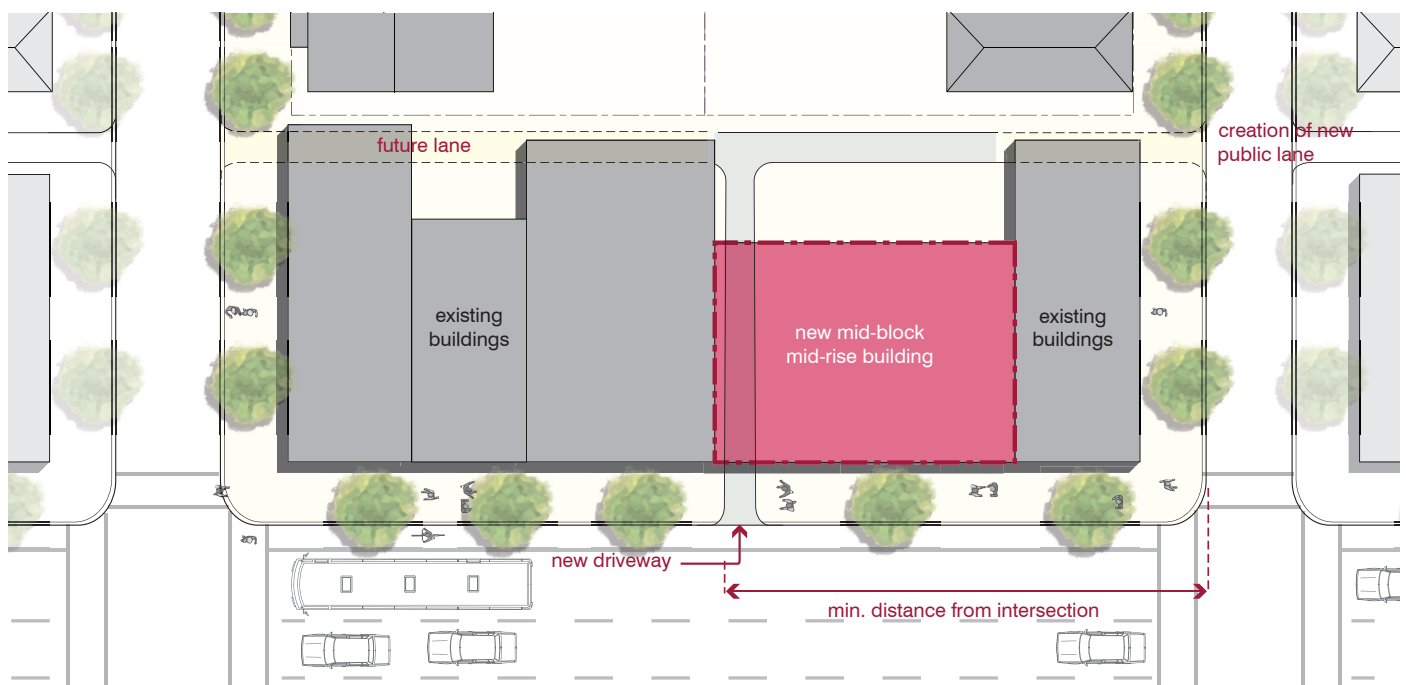 creation of new
public lane
future lane
existing
buildings
new mid-block
mid-rise building
existing
buildings
new driveway
min. distance from intersection